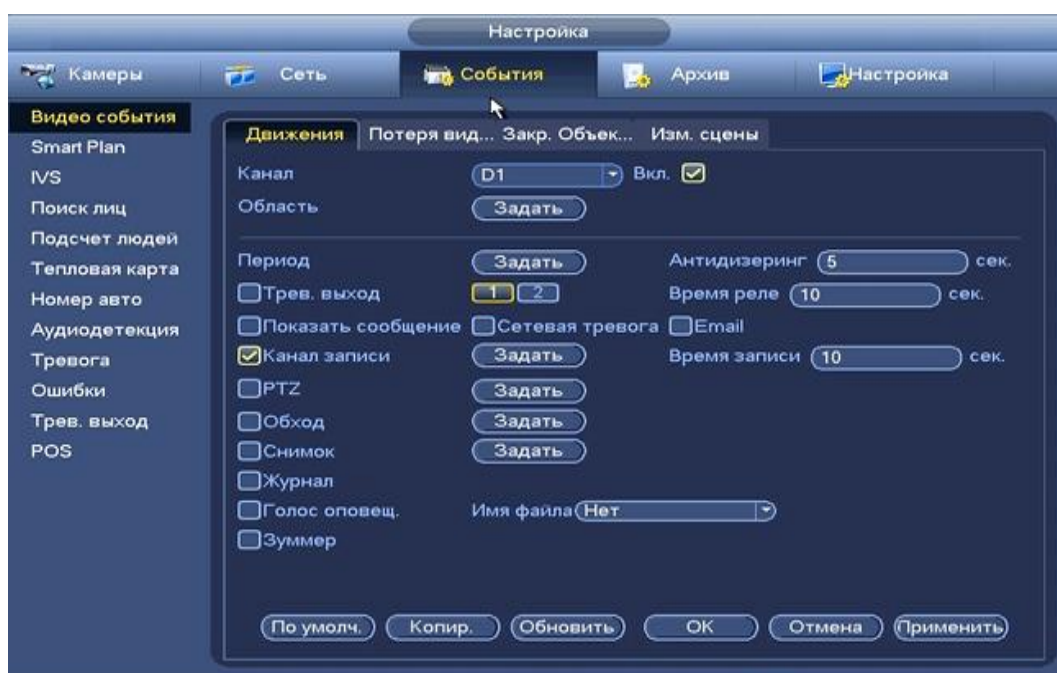 Настройка
Камеры Сеть События Архив Настройка
Видео события
Smart Plan
IVS
Поиск лиц
Подсчет людей
Тепловая карта
Номер авто
Аудиодетекция
Тревога
Ошибки
Трев. выход
POS
Движения Потеря вид... Закр. Объек... Изм. сцены
Канал D1 Вкл.
Область Задать
Период Задать Антидизеринг 5 сек.
Трев. выход 1 2 Время реле 10 сек.
Показать сообщение Сетевая тревога Email
Канал записи Задать Время записи 10 сек.
PTZ Задать
Обход Задать
Снимок Задать
Журнал
Голос оповещ. Имя файла Нет
Зуммер
По умолч. Копир. Обновить OK Отмена Применить